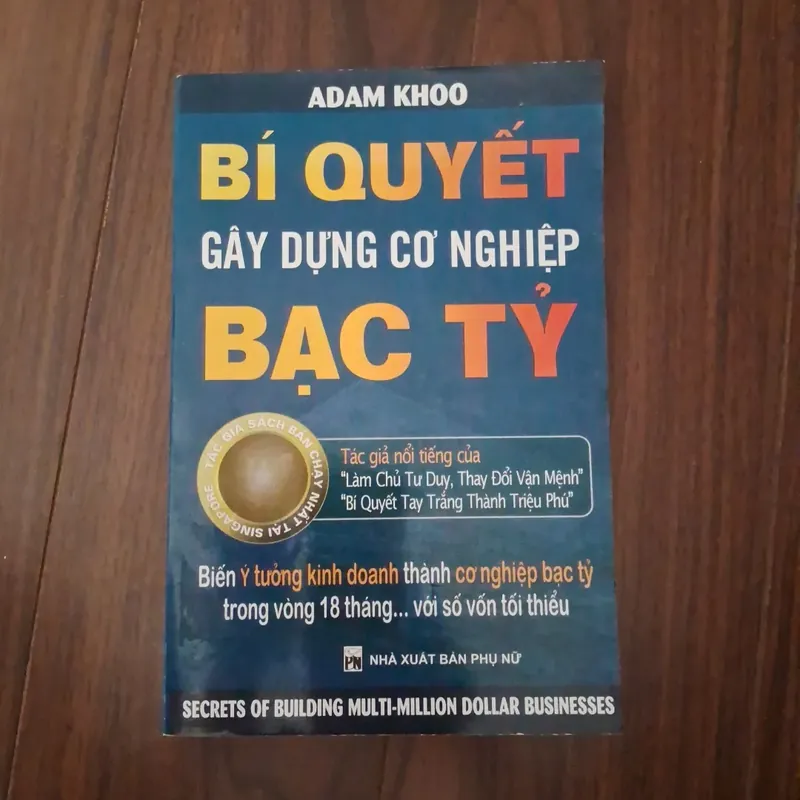 ADAM KHOO
BÍ QUYẾT
GÂY DỰNG CƠ NGHIỆP
BẠC TỶ
TÁC GIẢ SÁCH BÁN CHẠY NHẤT TẠI SINGAPORE
Tác giả nổi tiếng của
"Làm Chủ Tư Duy, Thay Đổi Vận Mệnh"
"Bí Quyết Tay Trắng Thành Triệu Phú"
Biến Ý tưởng kinh doanh thành cơ nghiệp bạc tỷ
trong vòng 18 tháng... với số vốn tối thiểu
PN NHÀ XUẤT BẢN PHỤ NỮ
SECRETS OF BUILDING MULTI-MILLION DOLLAR BUSINESSES